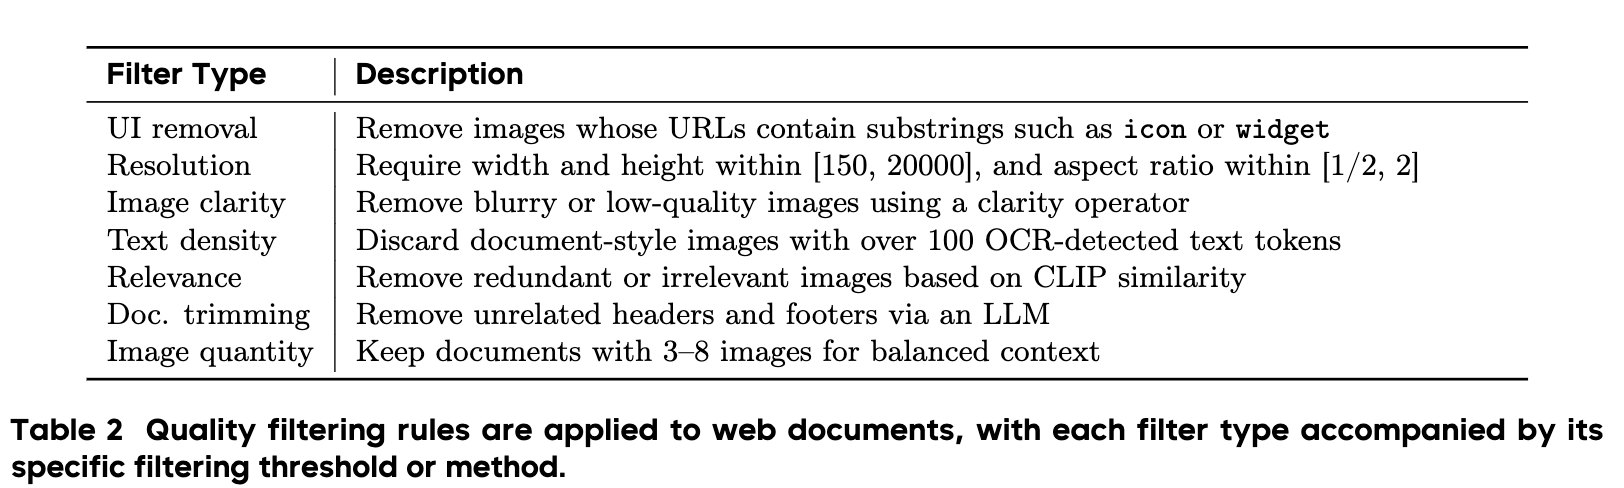 Filter Type Description
UI removal Remove images whose URLs contain substrings such as icon or widget
Resolution Require width and height within [150, 20000], and aspect ratio within [1/2, 2]
Image clarity Remove blurry or low-quality images using a clarity operator
Text density Discard document-style images with over 100 OCR-detected text tokens
Relevance Remove redundant or irrelevant images based on CLIP similarity
Doc. trimming Remove unrelated headers and footers via an LLM
Image quantity Keep documents with 3–8 images for balanced context
Table 2 Quality filtering rules are applied to web documents, with each filter type accompanied by its
specific filtering threshold or method.